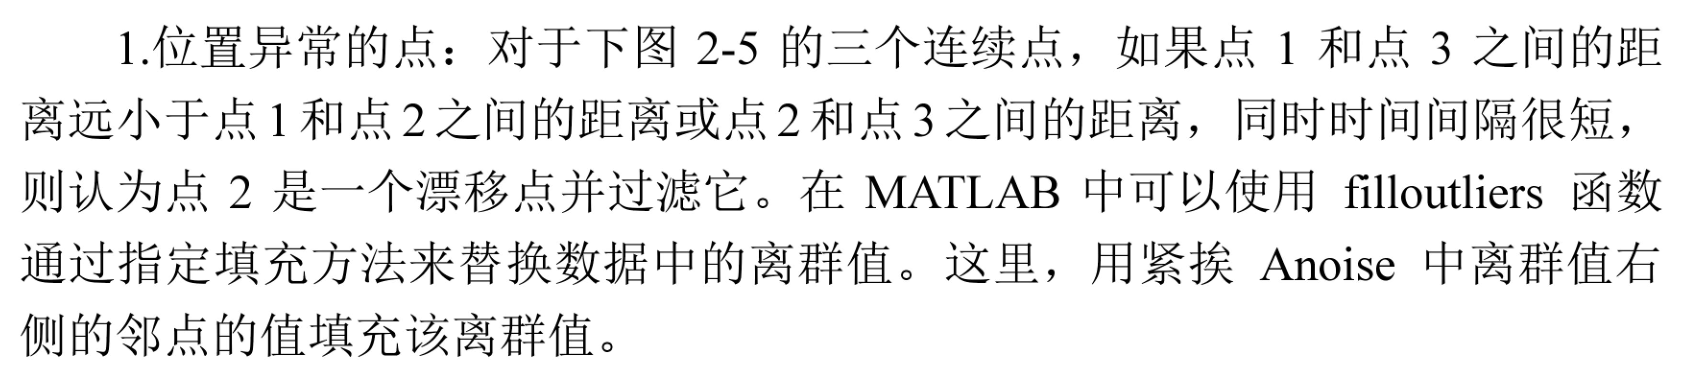 1.位置异常的点：对于下图 2-5 的三个连续点，如果点 1 和点 3 之间的距
离远小于点1和点2之间的距离或点2和点3之间的距离，同时时间间隔很短，
则认为点 2 是一个漂移点并过滤它。在 MATLAB 中可以使用 filloutliers 函数
通过指定填充方法来替换数据中的离群值。这里，用紧挨 Anoise 中离群值右
侧的邻点的值填充该离群值。